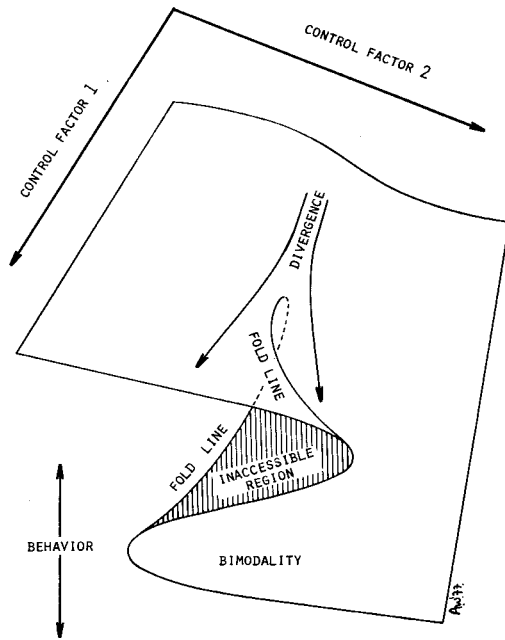 CONTROL FACTOR 2
CONTROL FACTOR 1
DIVERGENCE
FOLD LINE
FOLD LINE
INACCESSIBLE
REGION
BEHAVIOR
BIMODALITY